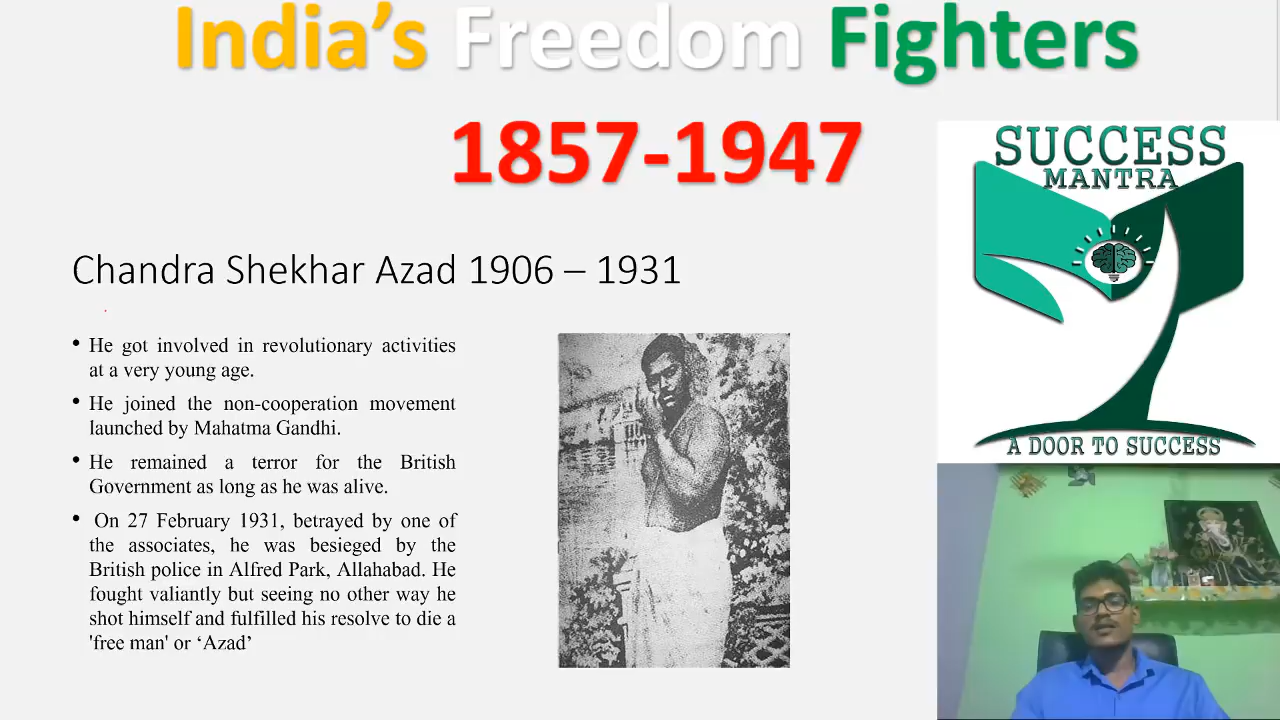 India's Freedom Fighters
1857-1947
SUCCESS
MANTRA
A DOOR TO SUCCESS
Chandra Shekhar Azad 1906 – 1931
• He got involved in revolutionary activities
at a very young age.
• He joined the non-cooperation movement
launched by Mahatma Gandhi.
• He remained a terror for the British
Government as long as he was alive.
• On 27 February 1931, betrayed by one of
the associates, he was besieged by the
British police in Alfred Park, Allahabad. He
fought valiantly but seeing no other way he
shot himself and fulfilled his resolve to die a
'free man' or ‘Azad’